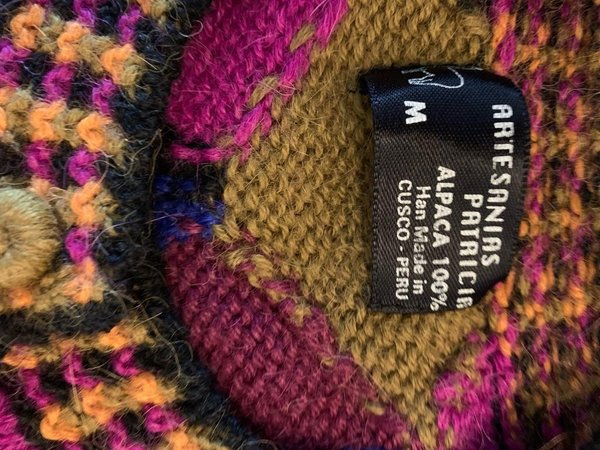 M
ARTESANIAS
PATRICIA
ALPACA 100%
Han Made in
CUSCO - PERU